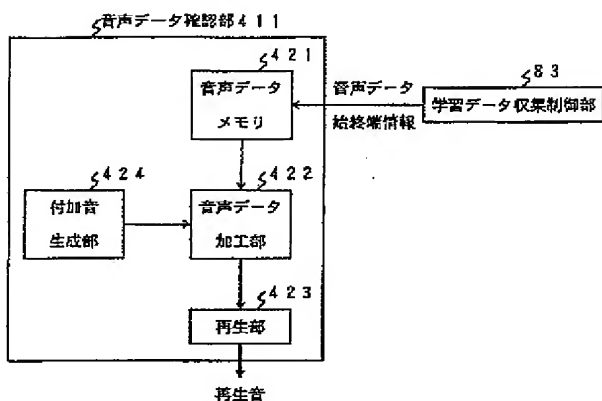 音声データ確認部411
421
83
音声データ
メモリ
音声データ
始終端情報
学習データ収集制御部
424
422
付加音
生成部
音声データ
加工部
423
再生部
再生音